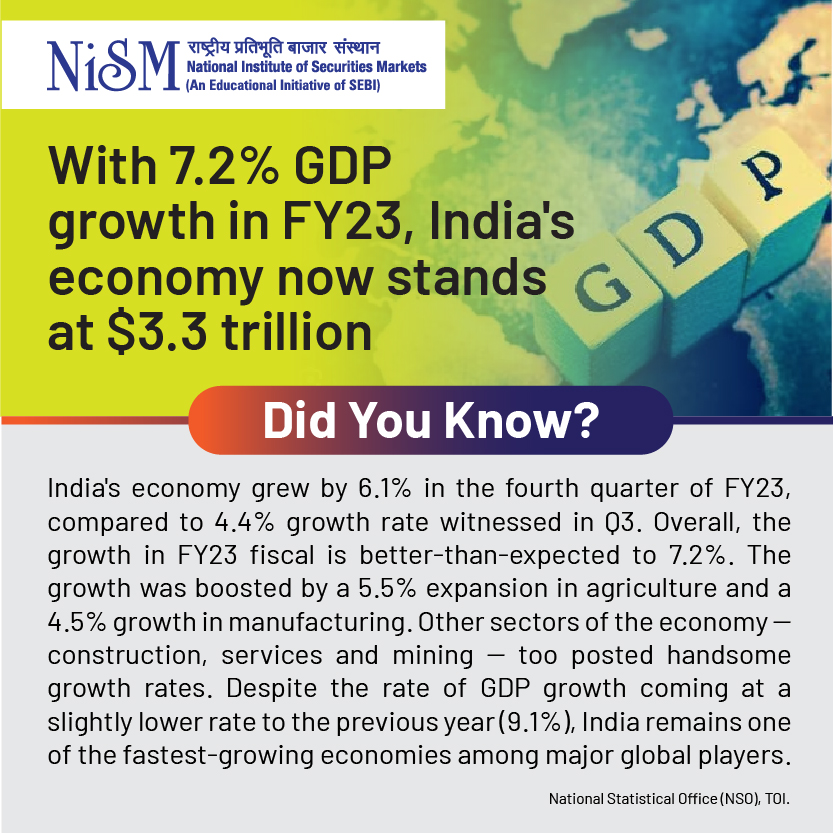 NiSM
राष्ट्रीय प्रतिभूति बाजार संस्थान
National Institute of Securities Markets
(An Educational Initiative of SEBI)
With 7.2% GDP
growth in FY23, India's
economy now stands
at $3.3 trillion
G D P
Did You Know?
India's economy grew by 6.1% in the fourth quarter of FY23,
compared to 4.4% growth rate witnessed in Q3. Overall, the
growth in FY23 fiscal is better-than-expected to 7.2%. The
growth was boosted by a 5.5% expansion in agriculture and a
4.5% growth in manufacturing. Other sectors of the economy —
construction, services and mining — too posted handsome
growth rates. Despite the rate of GDP growth coming at a
slightly lower rate to the previous year (9.1%), India remains one
of the fastest-growing economies among major global players.
National Statistical Office (NSO), TOI.